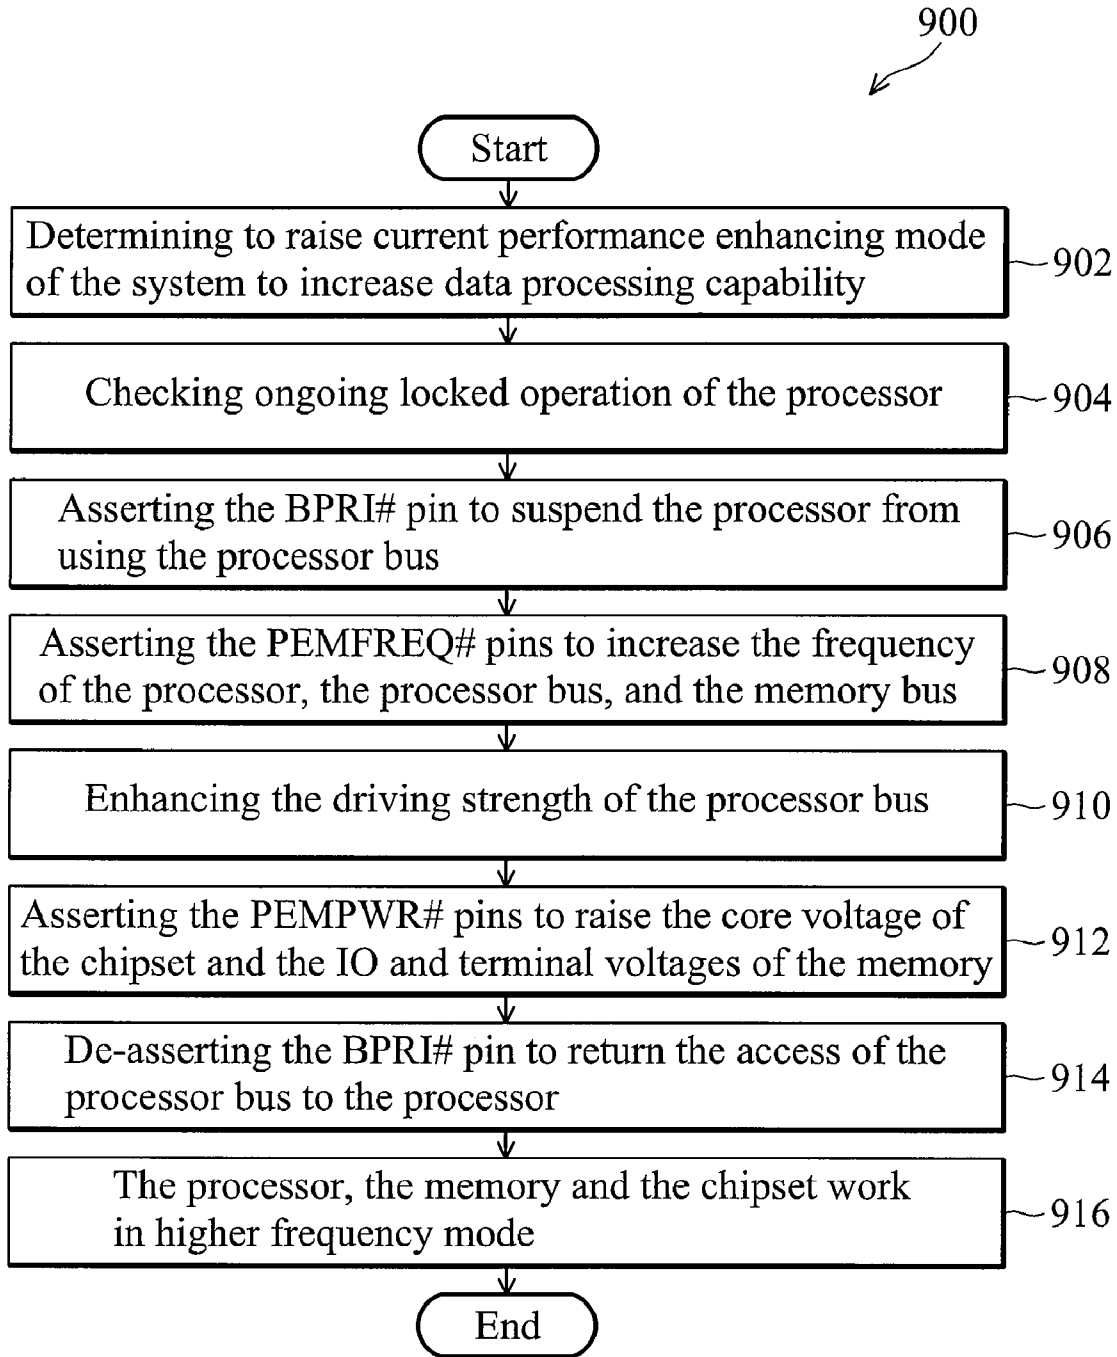 900
Start
Determining to raise current performance enhancing mode
of the system to increase data processing capability
902
Checking ongoing locked operation of the processor
904
Asserting the BPRI# pin to suspend the processor from
using the processor bus
906
Asserting the PEMFREQ# pins to increase the frequency
of the processor, the processor bus, and the memory bus
908
Enhancing the driving strength of the processor bus
910
Asserting the PEMPWR# pins to raise the core voltage of
the chipset and the IO and terminal voltages of the memory
912
De-asserting the BPRI# pin to return the access of the
processor bus to the processor
914
The processor, the memory and the chipset work
in higher frequency mode
916
End